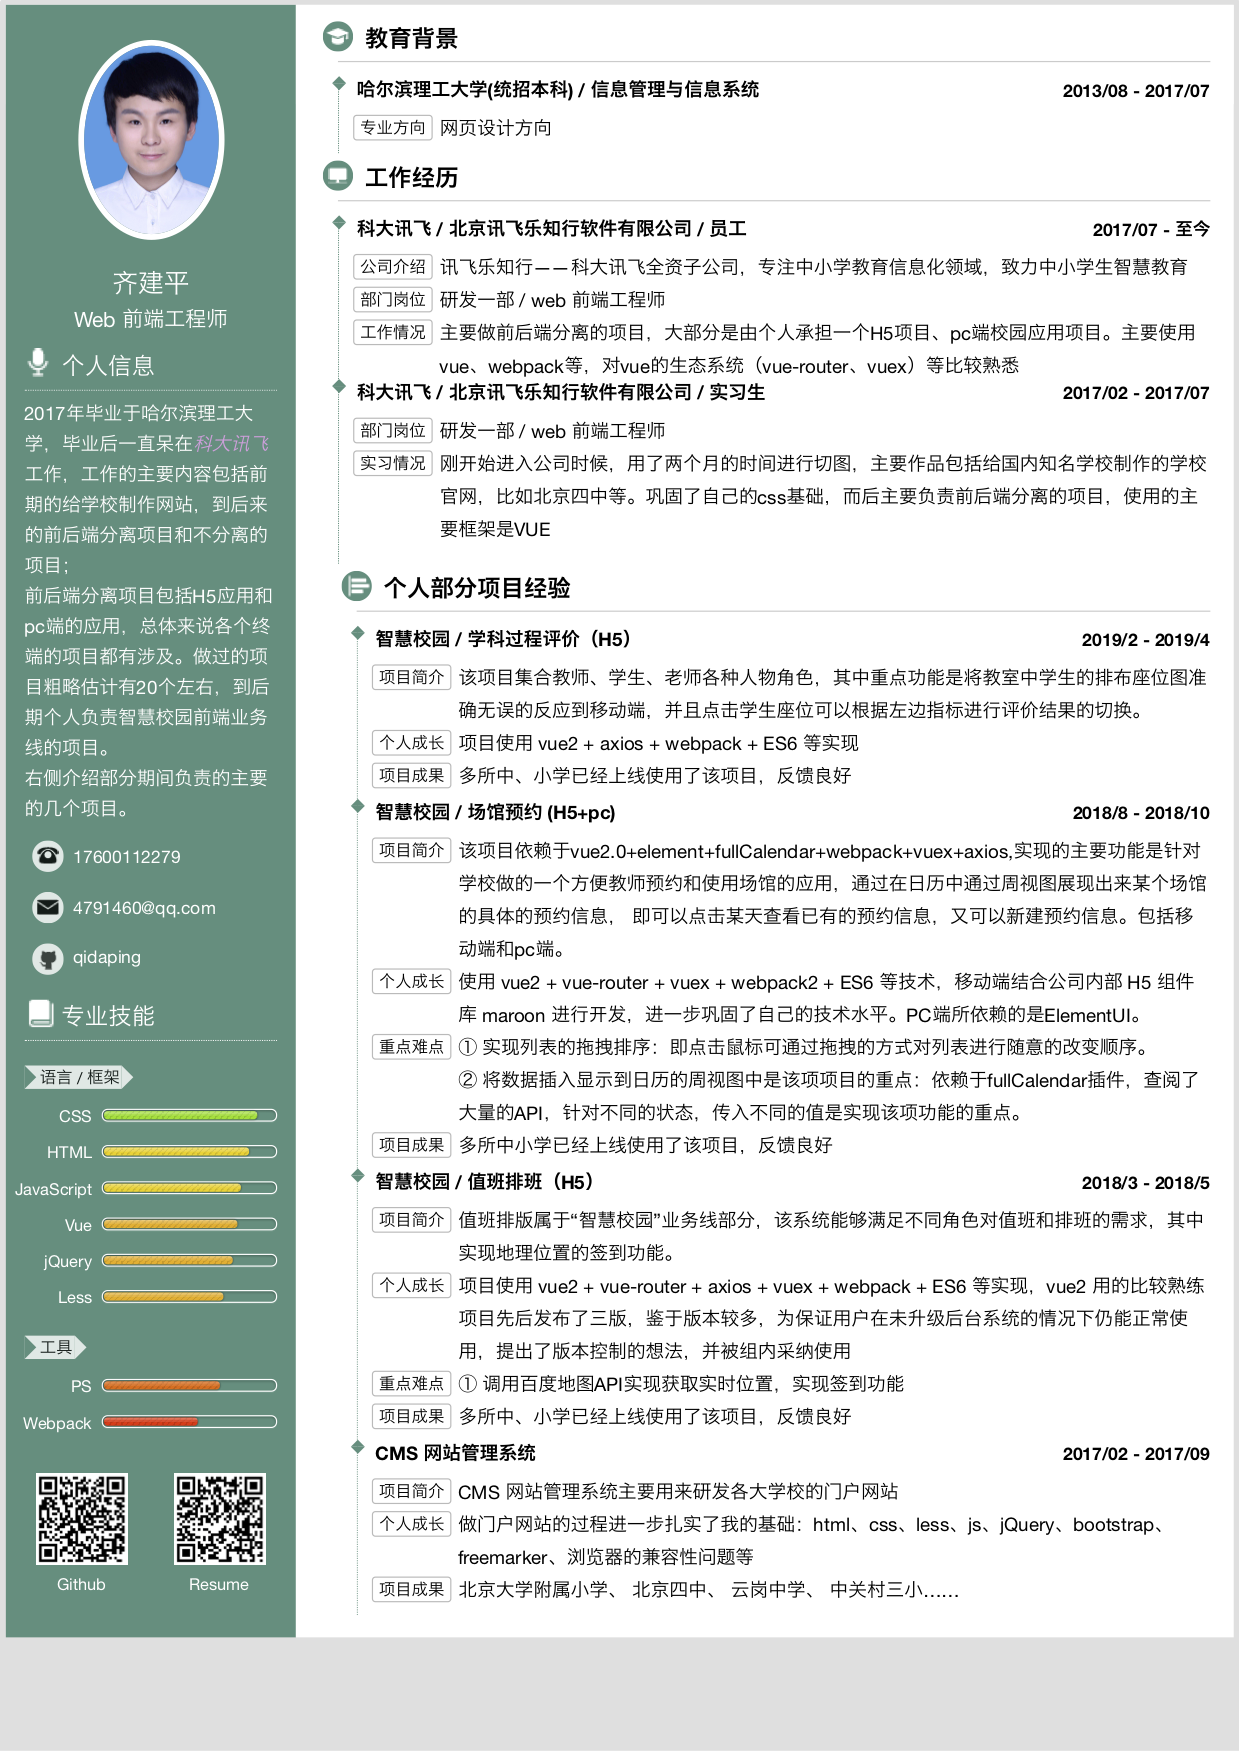 齐建平
Web 前端工程师
个人信息
2017年毕业于哈尔滨理工大
学，毕业后一直呆在科大讯飞
工作，工作的主要内容包括前
期的给学校制作网站，到后来
的前后端分离项目和不分离的
项目；
前后端分离项目包括H5应用和
pc端的应用，总体来说各个终
端的项目都有涉及。做过的项
目粗略估计有20个左右，到后
期个人负责智慧校园前端业务
线的项目。
右侧介绍部分期间负责的主要
的几个项目。
17600112279
4791460@qq.com
qidaping
专业技能
语言 / 框架
CSS
HTML
JavaScript
Vue
jQuery
Less
工具
PS
Webpack
Github Resume
教育背景
哈尔滨理工大学(统招本科) / 信息管理与信息系统 2013/08 - 2017/07
专业方向 网页设计方向
工作经历
科大讯飞 / 北京讯飞乐知行软件有限公司 / 员工 2017/07 - 至今
公司介绍 讯飞乐知行——科大讯飞全资子公司，专注中小学教育信息化领域，致力中小学生智慧教育
部门岗位 研发一部 / web 前端工程师
工作情况 主要做前后端分离的项目，大部分是由个人承担一个H5项目、pc端校园应用项目。主要使用
vue、webpack等，对vue的生态系统（vue-router、vuex）等比较熟悉
科大讯飞 / 北京讯飞乐知行软件有限公司 / 实习生 2017/02 - 2017/07
部门岗位 研发一部 / web 前端工程师
实习情况 刚开始进入公司时候，用了两个月的时间进行切图，主要作品包括给国内知名学校制作的学校
官网，比如北京四中等。巩固了自己的css基础，而后主要负责前后端分离的项目，使用的主
要框架是VUE
个人部分项目经验
智慧校园 / 学科过程评价（H5） 2019/2 - 2019/4
项目简介 该项目集合教师、学生、老师各种人物角色，其中重点功能是将教室中学生的排布座位图准
确无误的反应到移动端，并且点击学生座位可以根据左边指标进行评价结果的切换。
个人成长 项目使用 vue2 + axios + webpack + ES6 等实现
项目成果 多所中、小学已经上线使用了该项目，反馈良好
智慧校园 / 场馆预约 (H5+pc) 2018/8 - 2018/10
项目简介 该项目依赖于vue2.0+element+fullCalendar+webpack+vuex+axios,实现的主要功能是针对
学校做的一个方便教师预约和使用场馆的应用，通过在日历中通过周视图展现出来某个场馆
的具体的预约信息， 即可以点击某天查看已有的预约信息，又可以新建预约信息。包括移
动端和pc端。
个人成长 使用 vue2 + vue-router + vuex + webpack2 + ES6 等技术，移动端结合公司内部 H5 组件
库 maroon 进行开发，进一步巩固了自己的技术水平。PC端所依赖的是ElementUI。
重点难点 ① 实现列表的拖拽排序：即点击鼠标可通过拖拽的方式对列表进行随意的改变顺序。
② 将数据插入显示到日历的周视图中是该项项目的重点：依赖于fullCalendar插件，查阅了
大量的API，针对不同的状态，传入不同的值是实现该项功能的重点。
项目成果 多所中小学已经上线使用了该项目，反馈良好
智慧校园 / 值班排班（H5） 2018/3 - 2018/5
项目简介 值班排版属于“智慧校园”业务线部分，该系统能够满足不同角色对值班和排班的需求，其中
实现地理位置的签到功能。
个人成长 项目使用 vue2 + vue-router + axios + vuex + webpack + ES6 等实现，vue2 用的比较熟练
项目先后发布了三版，鉴于版本较多，为保证用户在未升级后台系统的情况下仍能正常使
用，提出了版本控制的想法，并被组内采纳使用
重点难点 ① 调用百度地图API实现获取实时位置，实现签到功能
项目成果 多所中、小学已经上线使用了该项目，反馈良好
CMS 网站管理系统 2017/02 - 2017/09
项目简介 CMS 网站管理系统主要用来研发各大学校的门户网站
个人成长 做门户网站的过程进一步扎实了我的基础：html、css、less、js、jQuery、bootstrap、
freemarker、浏览器的兼容性问题等
项目成果 北京大学附属小学、 北京四中、 云岗中学、 中关村三小……